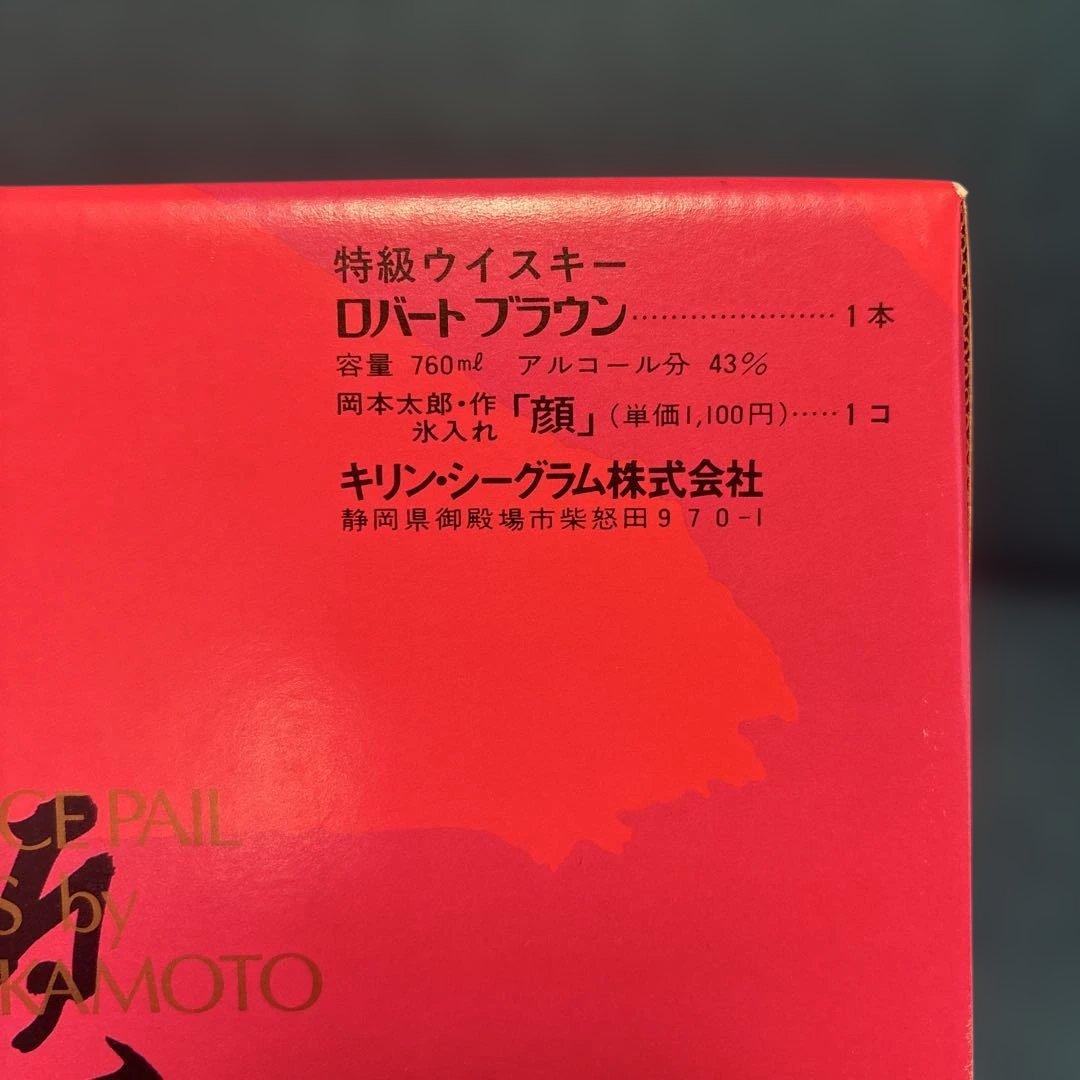 特級ウイスキー
ロバートブラウン…………………1本
容量 760mℓ アルコール分 43%
岡本太郎・作
氷入れ
「顔」(単価1,100円)……1コ
キリン・シーグラム株式会社
静岡県御殿場市柴怒田970-1
CE PAIL
S by
KAMOTO